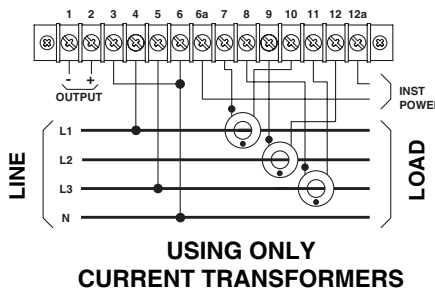 1 2 3 4 5 6 6a 7 8 9 10 11 12 12a
- +
OUTPUT
INST
POWER
LINE
L1
L2
L3
N
LOAD
USING ONLY
CURRENT TRANSFORMERS